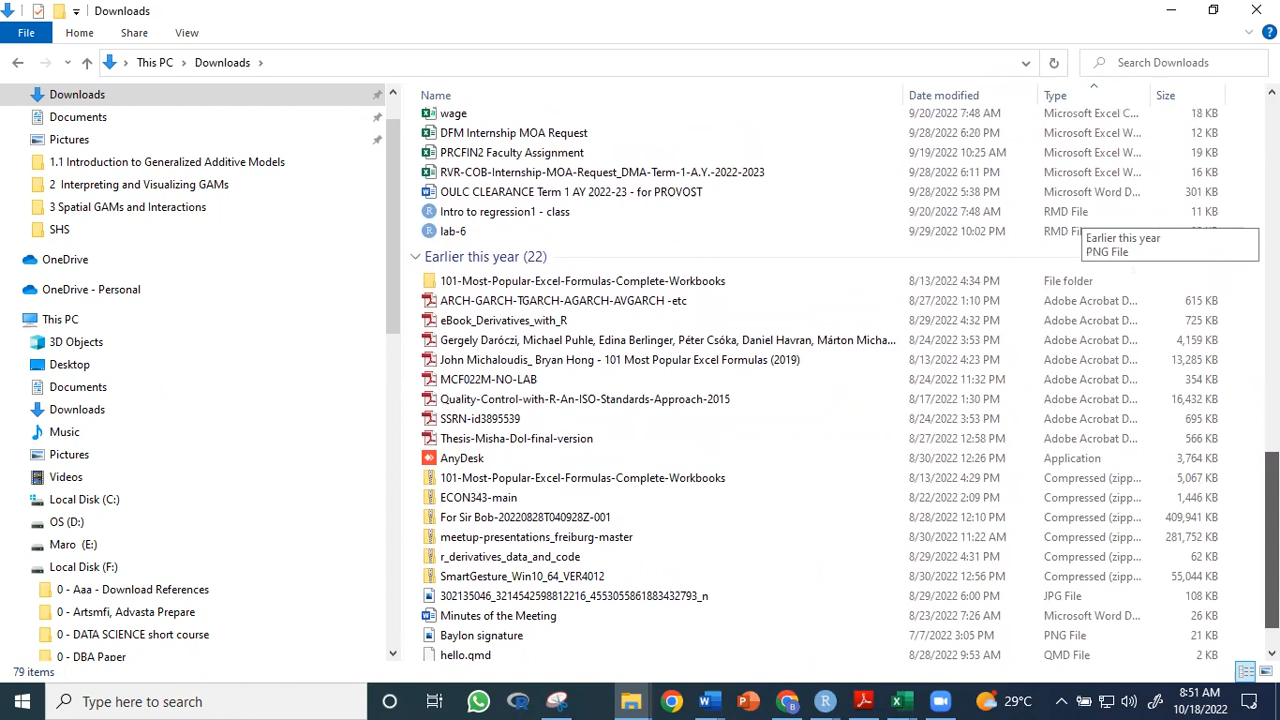 Downloads
File Home Share View
This PC Downloads
Search Downloads
Name Date modified Type Size
Downloads
Documents
Pictures
1.1 Introduction to Generalized Additive Models
2 Interpreting and Visualizing GAMs
3 Spatial GAMs and Interactions
SHS
OneDrive
OneDrive - Personal
This PC
3D Objects
Desktop
Documents
Downloads
Music
Pictures
Videos
Local Disk (C:)
OS (D:)
Maro (E:)
Local Disk (F:)
0 - Aaa - Download References
0 - Artsmfi, Advasta Prepare
0 - DATA SCIENCE short course
0 - DBA Paper
wage 9/20/2022 7:48 AM Microsoft Excel C... 18 KB
DFM Internship MOA Request 9/28/2022 6:20 PM Microsoft Excel W... 12 KB
PRCFIN2 Faculty Assignment 9/19/2022 10:25 AM Microsoft Excel W... 19 KB
RVR-COB-Internship-MOA-Request_DMA-Term-1-A.Y.-2022-2023 9/28/2022 6:11 PM Microsoft Excel W... 16 KB
OULC CLEARANCE Term 1 AY 2022-23 - for PROVOST 9/28/2022 5:38 PM Microsoft Word D... 301 KB
Intro to regression1 - class 9/20/2022 7:48 AM RMD File 11 KB
lab-6 9/29/2022 10:02 PM RMD
Earlier this year
PNG File
Earlier this year (22)
101-Most-Popular-Excel-Formulas-Complete-Workbooks 8/13/2022 4:34 PM File folder
ARCH-GARCH-TGARCH-AGARCH-AVGARCH -etc 8/27/2022 1:10 PM Adobe Acrobat D... 615 KB
eBook_Derivatives_with_R 8/29/2022 4:32 PM Adobe Acrobat D... 725 KB
Gergely Daróczi, Michael Puhle, Edina Berlinger, Péter Csóka, Daniel Havran, Márton Micha... 8/24/2022 3:53 PM Adobe Acrobat D... 4,159 KB
John Michaloudis_ Bryan Hong - 101 Most Popular Excel Formulas (2019) 8/13/2022 4:23 PM Adobe Acrobat D... 13,285 KB
MCF022M-NO-LAB 8/24/2022 11:32 PM Adobe Acrobat D... 354 KB
Quality-Control-with-R-An-ISO-Standards-Approach-2015 8/17/2022 1:30 PM Adobe Acrobat D... 16,432 KB
SSRN-id3895539 8/24/2022 3:53 PM Adobe Acrobat D... 695 KB
Thesis-Misha-Dol-final-version 8/27/2022 12:58 PM Adobe Acrobat D... 566 KB
AnyDesk 8/30/2022 12:26 PM Application 3,764 KB
101-Most-Popular-Excel-Formulas-Complete-Workbooks 8/13/2022 4:29 PM Compressed (zipp... 5,067 KB
ECON343-main 8/22/2022 2:09 PM Compressed (zipp... 1,446 KB
For Sir Bob-20220828T040928Z-001 8/28/2022 12:10 PM Compressed (zipp... 409,941 KB
meetup-presentations_freiburg-master 8/30/2022 11:22 AM Compressed (zipp... 281,752 KB
r_derivatives_data_and_code 8/29/2022 4:31 PM Compressed (zipp... 62 KB
SmartGesture_Win10_64_VER4012 8/30/2022 12:56 PM Compressed (zipp... 55,044 KB
302135046_3214542598812216_4553055861883432793_n 8/29/2022 6:00 PM JPG File 108 KB
Minutes of the Meeting 8/23/2022 7:26 AM Microsoft Word D... 26 KB
Baylon signature 7/7/2022 3:05 PM PNG File 21 KB
hello.qmd 8/28/2022 9:53 AM QMD File 2 KB
79 items
Type here to search
29°C
8:51 AM
10/18/2022